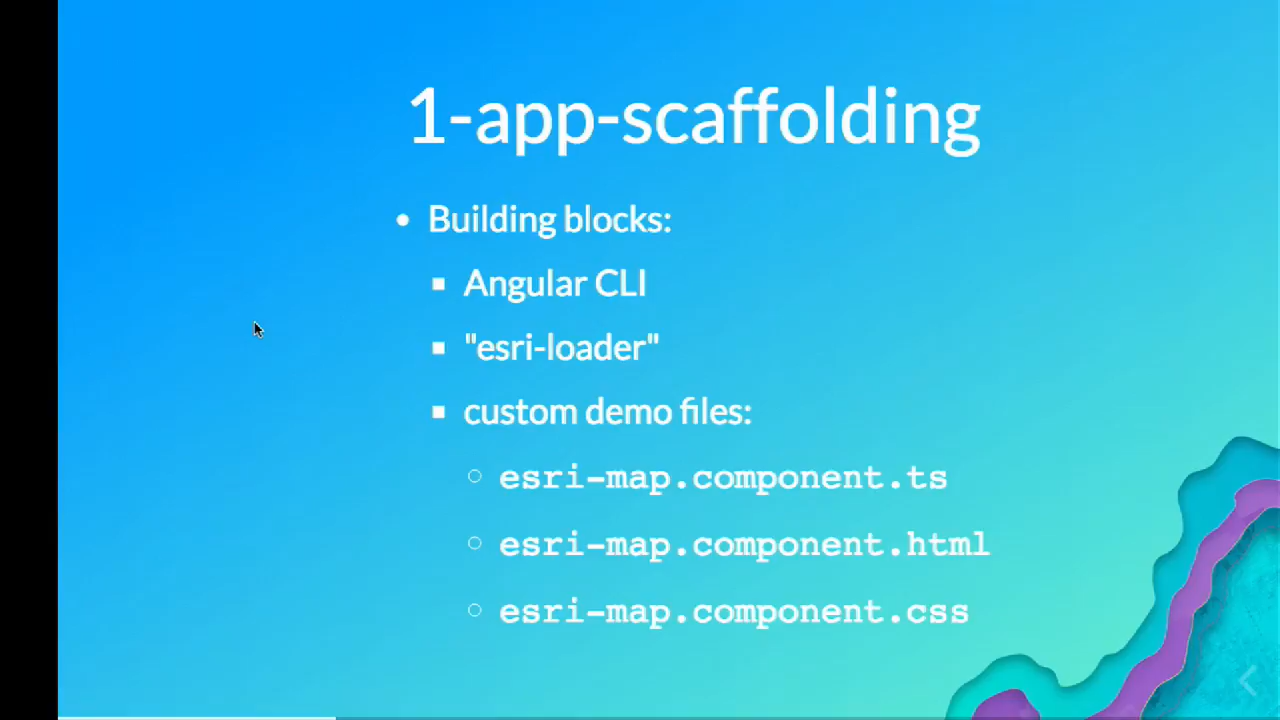 1-app-scaffolding
Building blocks:
Angular CLI
"esri-loader"
custom demo files:
esri-map.component.ts
esri-map.component.html
esri-map.component.css